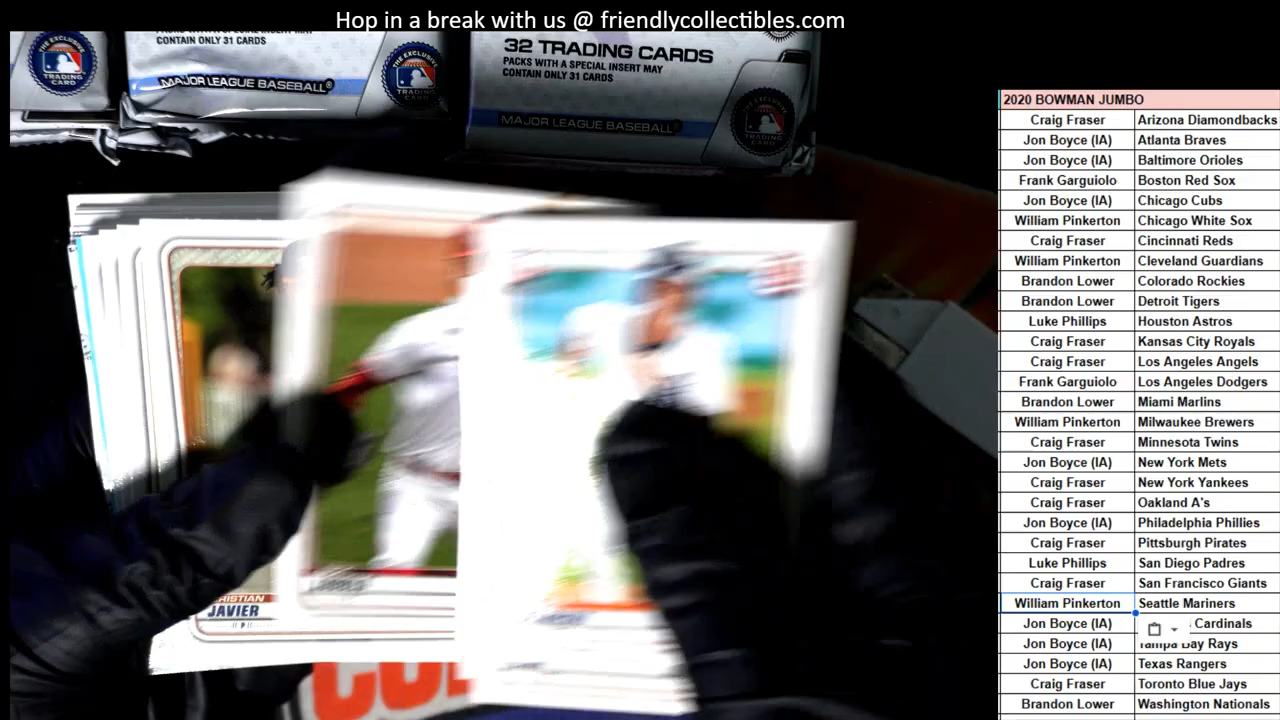 Hop in a break with us @ friendlycollectibles.com
CONTAIN ONLY 31 CARDS
MAJOR LEAGUE BASEBALL
THE EXCLUSIVE
TRADING
CARD
32 TRADING CARDS
PACKS WITH A SPECIAL INSERT MAY
CONTAIN ONLY 31 CARDS
MAJOR LEAGUE BASEBALL
JAVIER
P
2020 BOWMAN JUMBO
Craig Fraser Arizona Diamondbacks
Jon Boyce (IA) Atlanta Braves
Jon Boyce (IA) Baltimore Orioles
Frank Garguiolo Boston Red Sox
Jon Boyce (IA) Chicago Cubs
William Pinkerton Chicago White Sox
Craig Fraser Cincinnati Reds
William Pinkerton Cleveland Guardians
Brandon Lower Colorado Rockies
Brandon Lower Detroit Tigers
Luke Phillips Houston Astros
Craig Fraser Kansas City Royals
Craig Fraser Los Angeles Angels
Frank Garguiolo Los Angeles Dodgers
Brandon Lower Miami Marlins
William Pinkerton Milwaukee Brewers
Craig Fraser Minnesota Twins
Jon Boyce (IA) New York Mets
Craig Fraser New York Yankees
Craig Fraser Oakland A's
Jon Boyce (IA) Philadelphia Phillies
Craig Fraser Pittsburgh Pirates
Luke Phillips San Diego Padres
Craig Fraser San Francisco Giants
William Pinkerton Seattle Mariners
Jon Boyce (IA) Cardinals
Jon Boyce (IA) Tampa Bay Rays
Jon Boyce (IA) Texas Rangers
Craig Fraser Toronto Blue Jays
Brandon Lower Washington Nationals